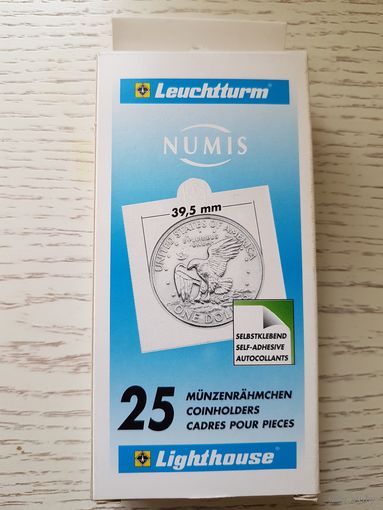 Leuchtturm
NUMIS
39,5 mm
UNITED STATES OF AMERICA
ONE DOLLAR
SELBSTKLEBEND
SELF-ADHESIVE
AUTOCOLLANTS
25
MÜNZENRÄHMCHEN
COINHOLDERS
CADRES POUR PIECES
Lighthouse